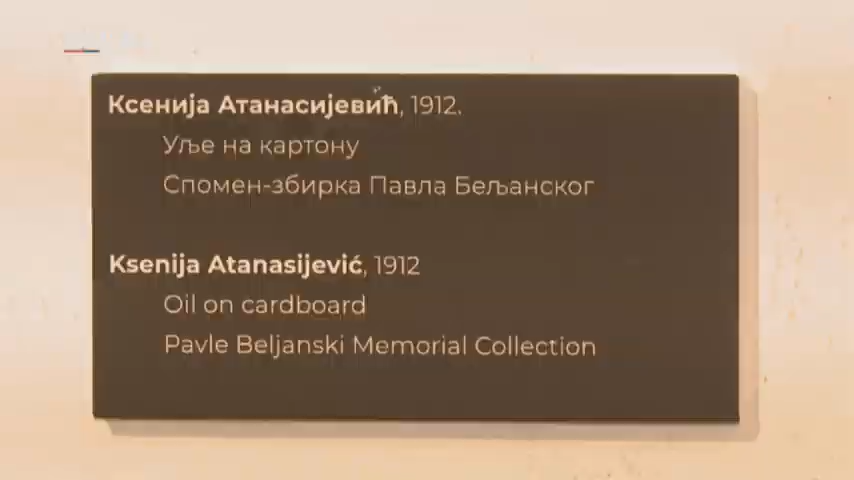 Ксенија Атанасијевић, 1912.
Уље на картону
Спомен-збирка Павла Бељанског
Ksenija Atanasijević, 1912
Oil on cardboard
Pavle Beljanski Memorial Collection